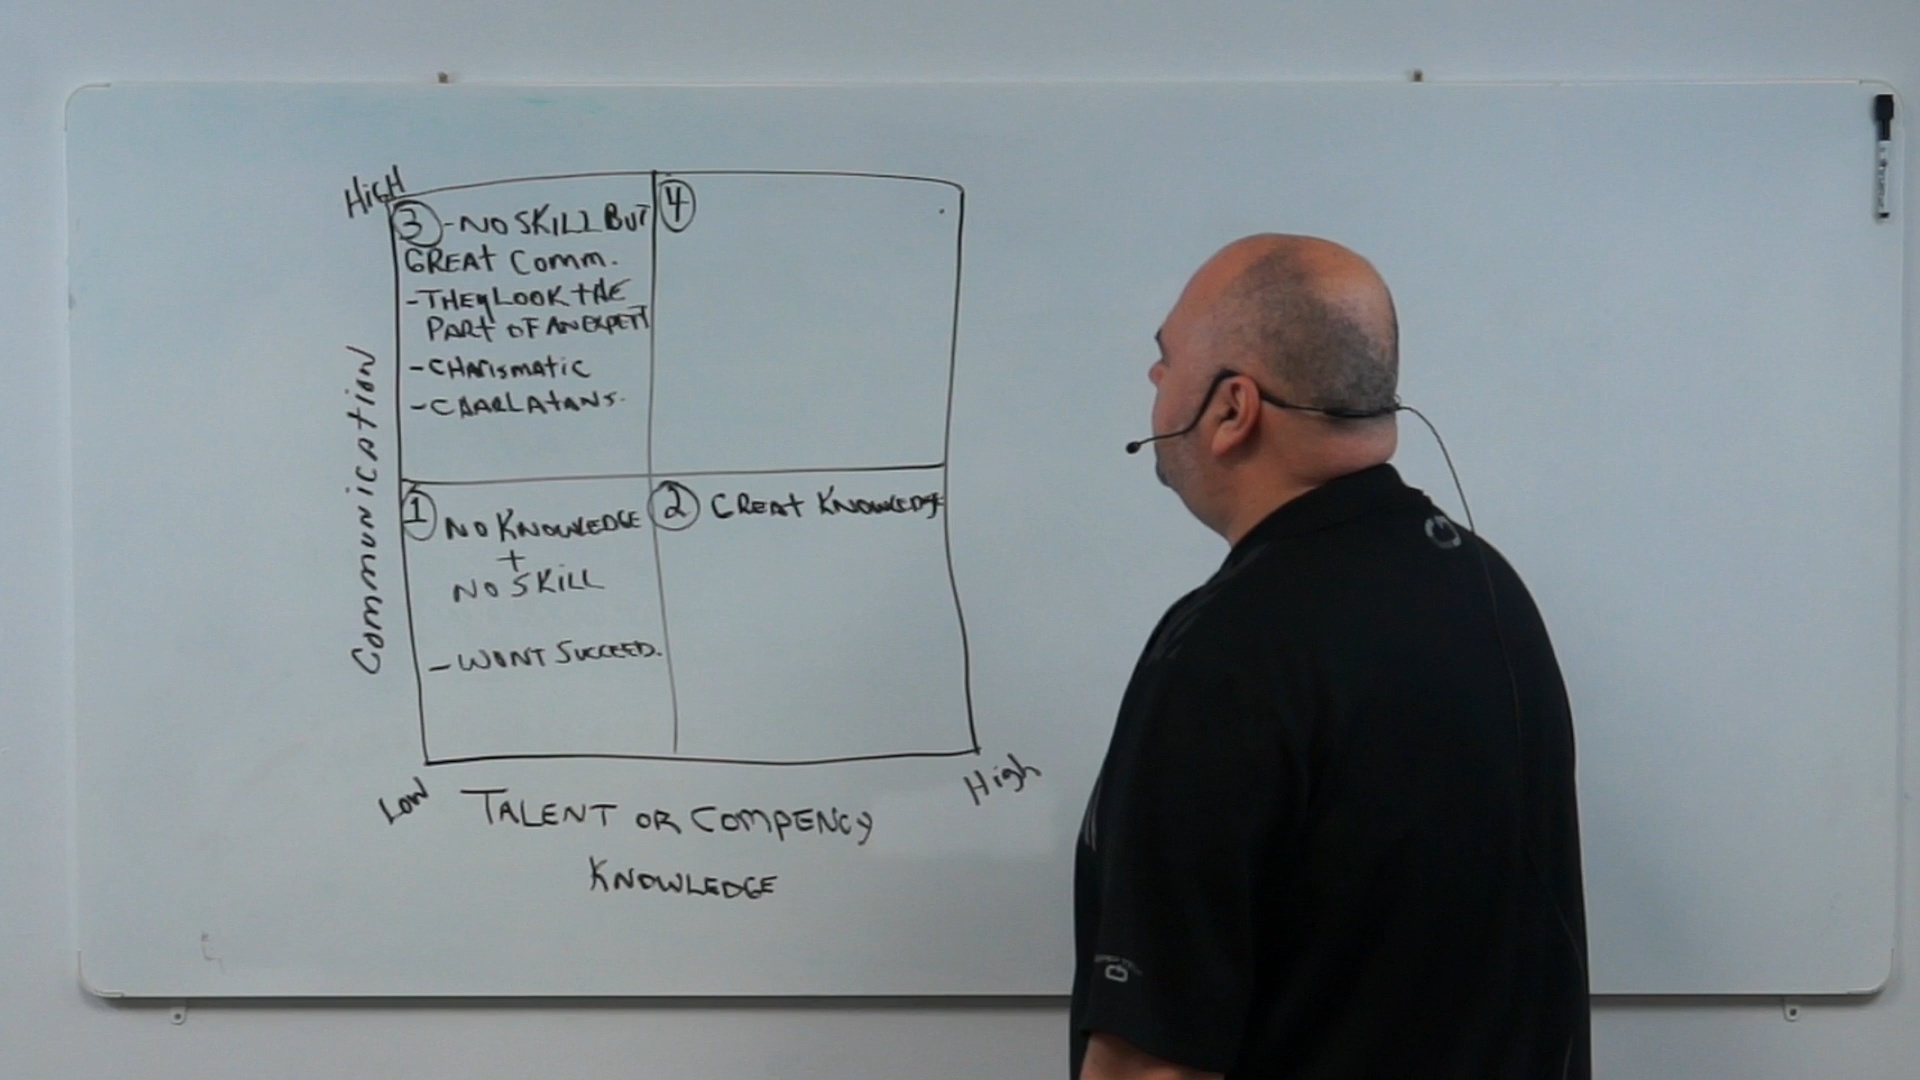 HIGH
3 - NO SKILL BUT
GREAT COMM.
- THEY LOOK THE
PART OF AN EXPETT
- CHARISMATIC
- CHARLATANS.
4
Communication
1 NO KNOWLEDGE
+
NO SKILL
- WONT SUCCEED.
2 GREAT KNOWLEDGE
LOW
High
TALENT OR COMPENCY
KNOWLEDGE